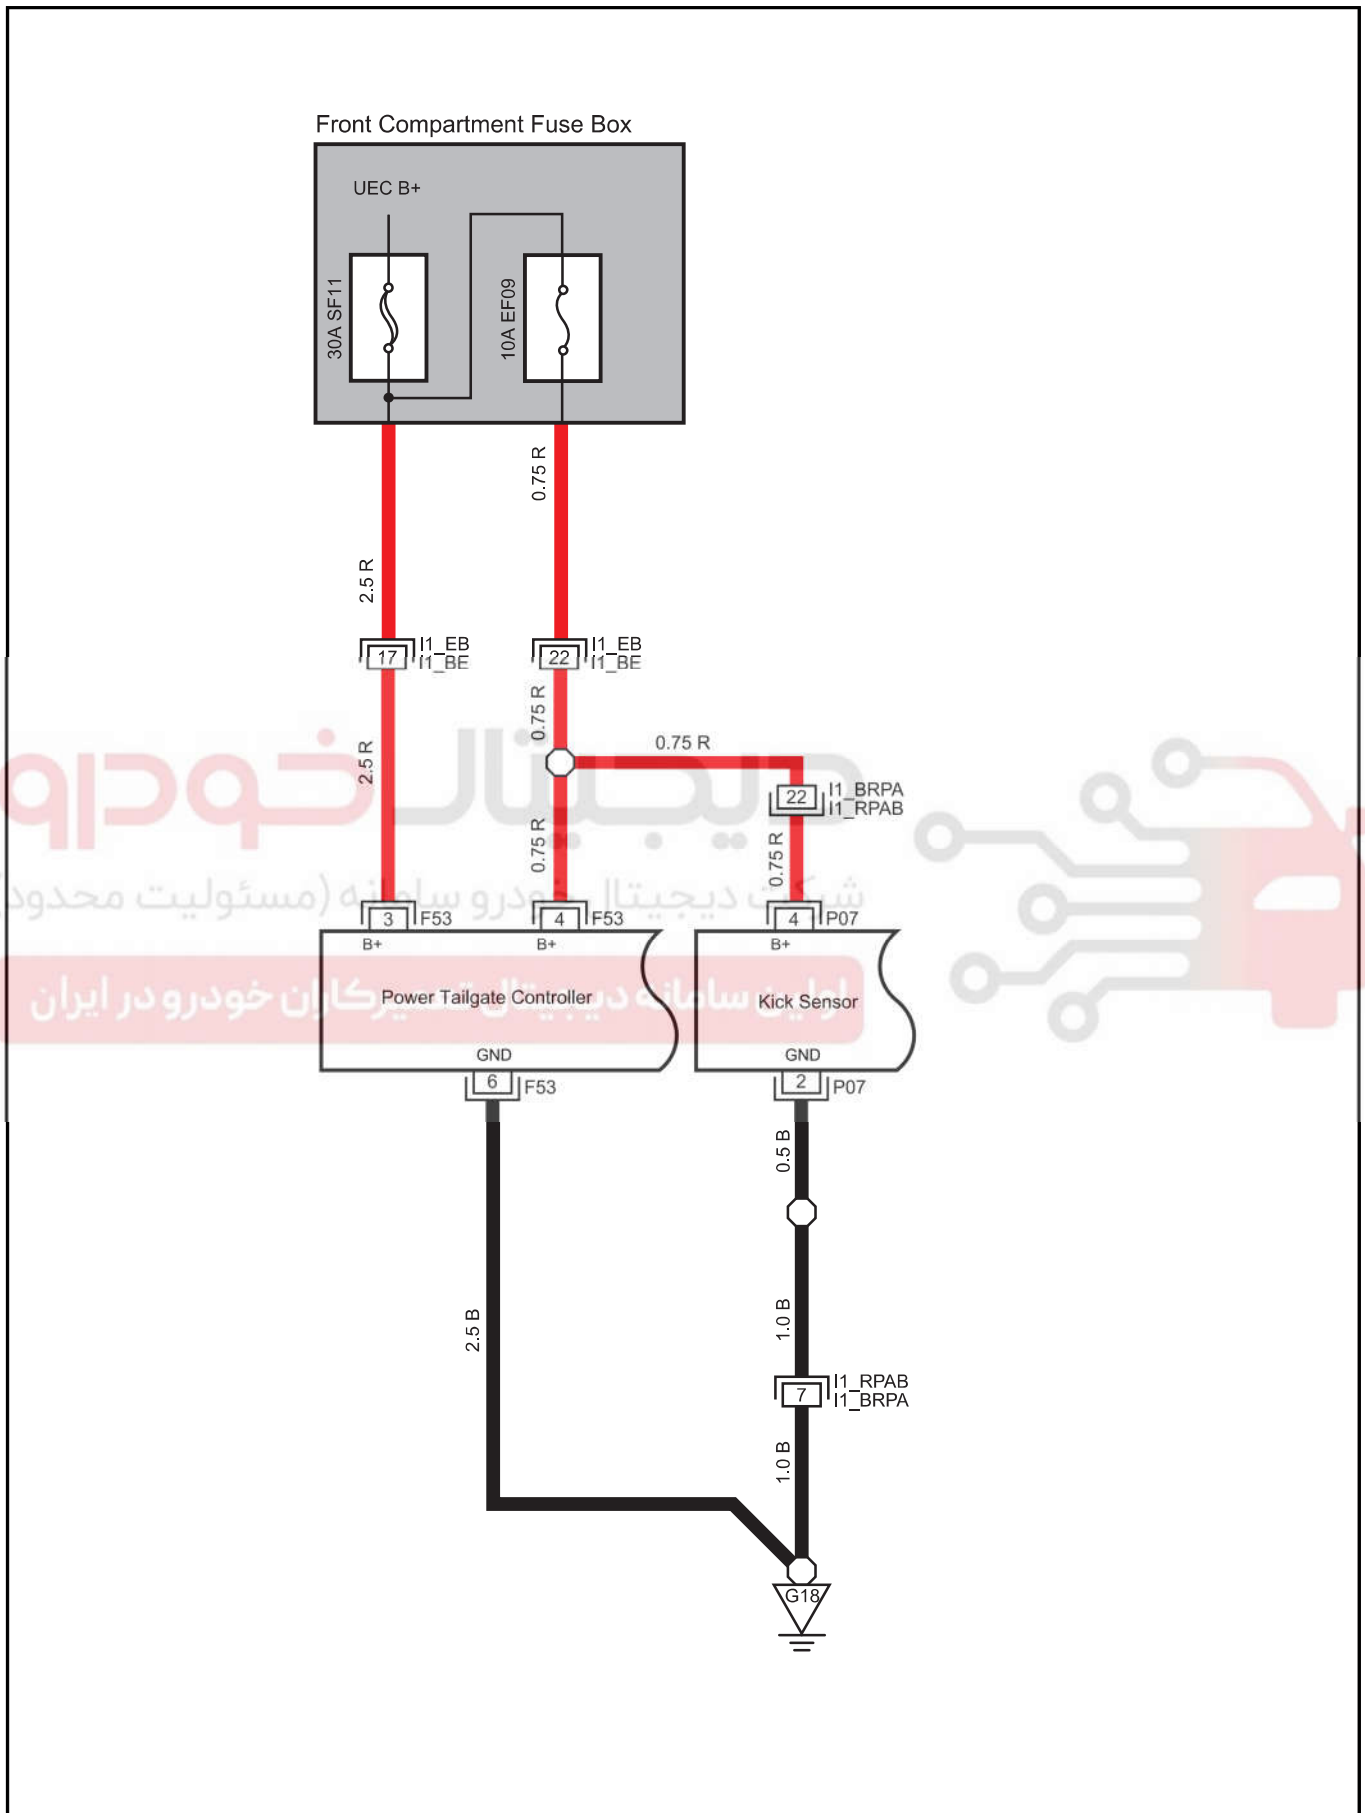 Front Compartment Fuse Box
UEC B+
30A SF11
10A EF09
0.75 R
2.5 R
17
I1_EB
I1_BE
22
I1_EB
I1_BE
0.75 R
2.5 R
0.75 R
22
I1_BRPA
I1_RPAB
دیجیتال خودرو
0.75 R
0.75 R
شرکت دیجیتال خودرو سامانه (مسئولیت محدود)
3
F53
4
F53
4
P07
B+
B+
B+
اولین سامانه دیجیتال تعمیرکاران خودرو در ایران
Power Tailgate Controller
Kick Sensor
GND
GND
6
F53
2
P07
0.5 B
2.5 B
1.0 B
7
I1_RPAB
I1_BRPA
1.0 B
G18